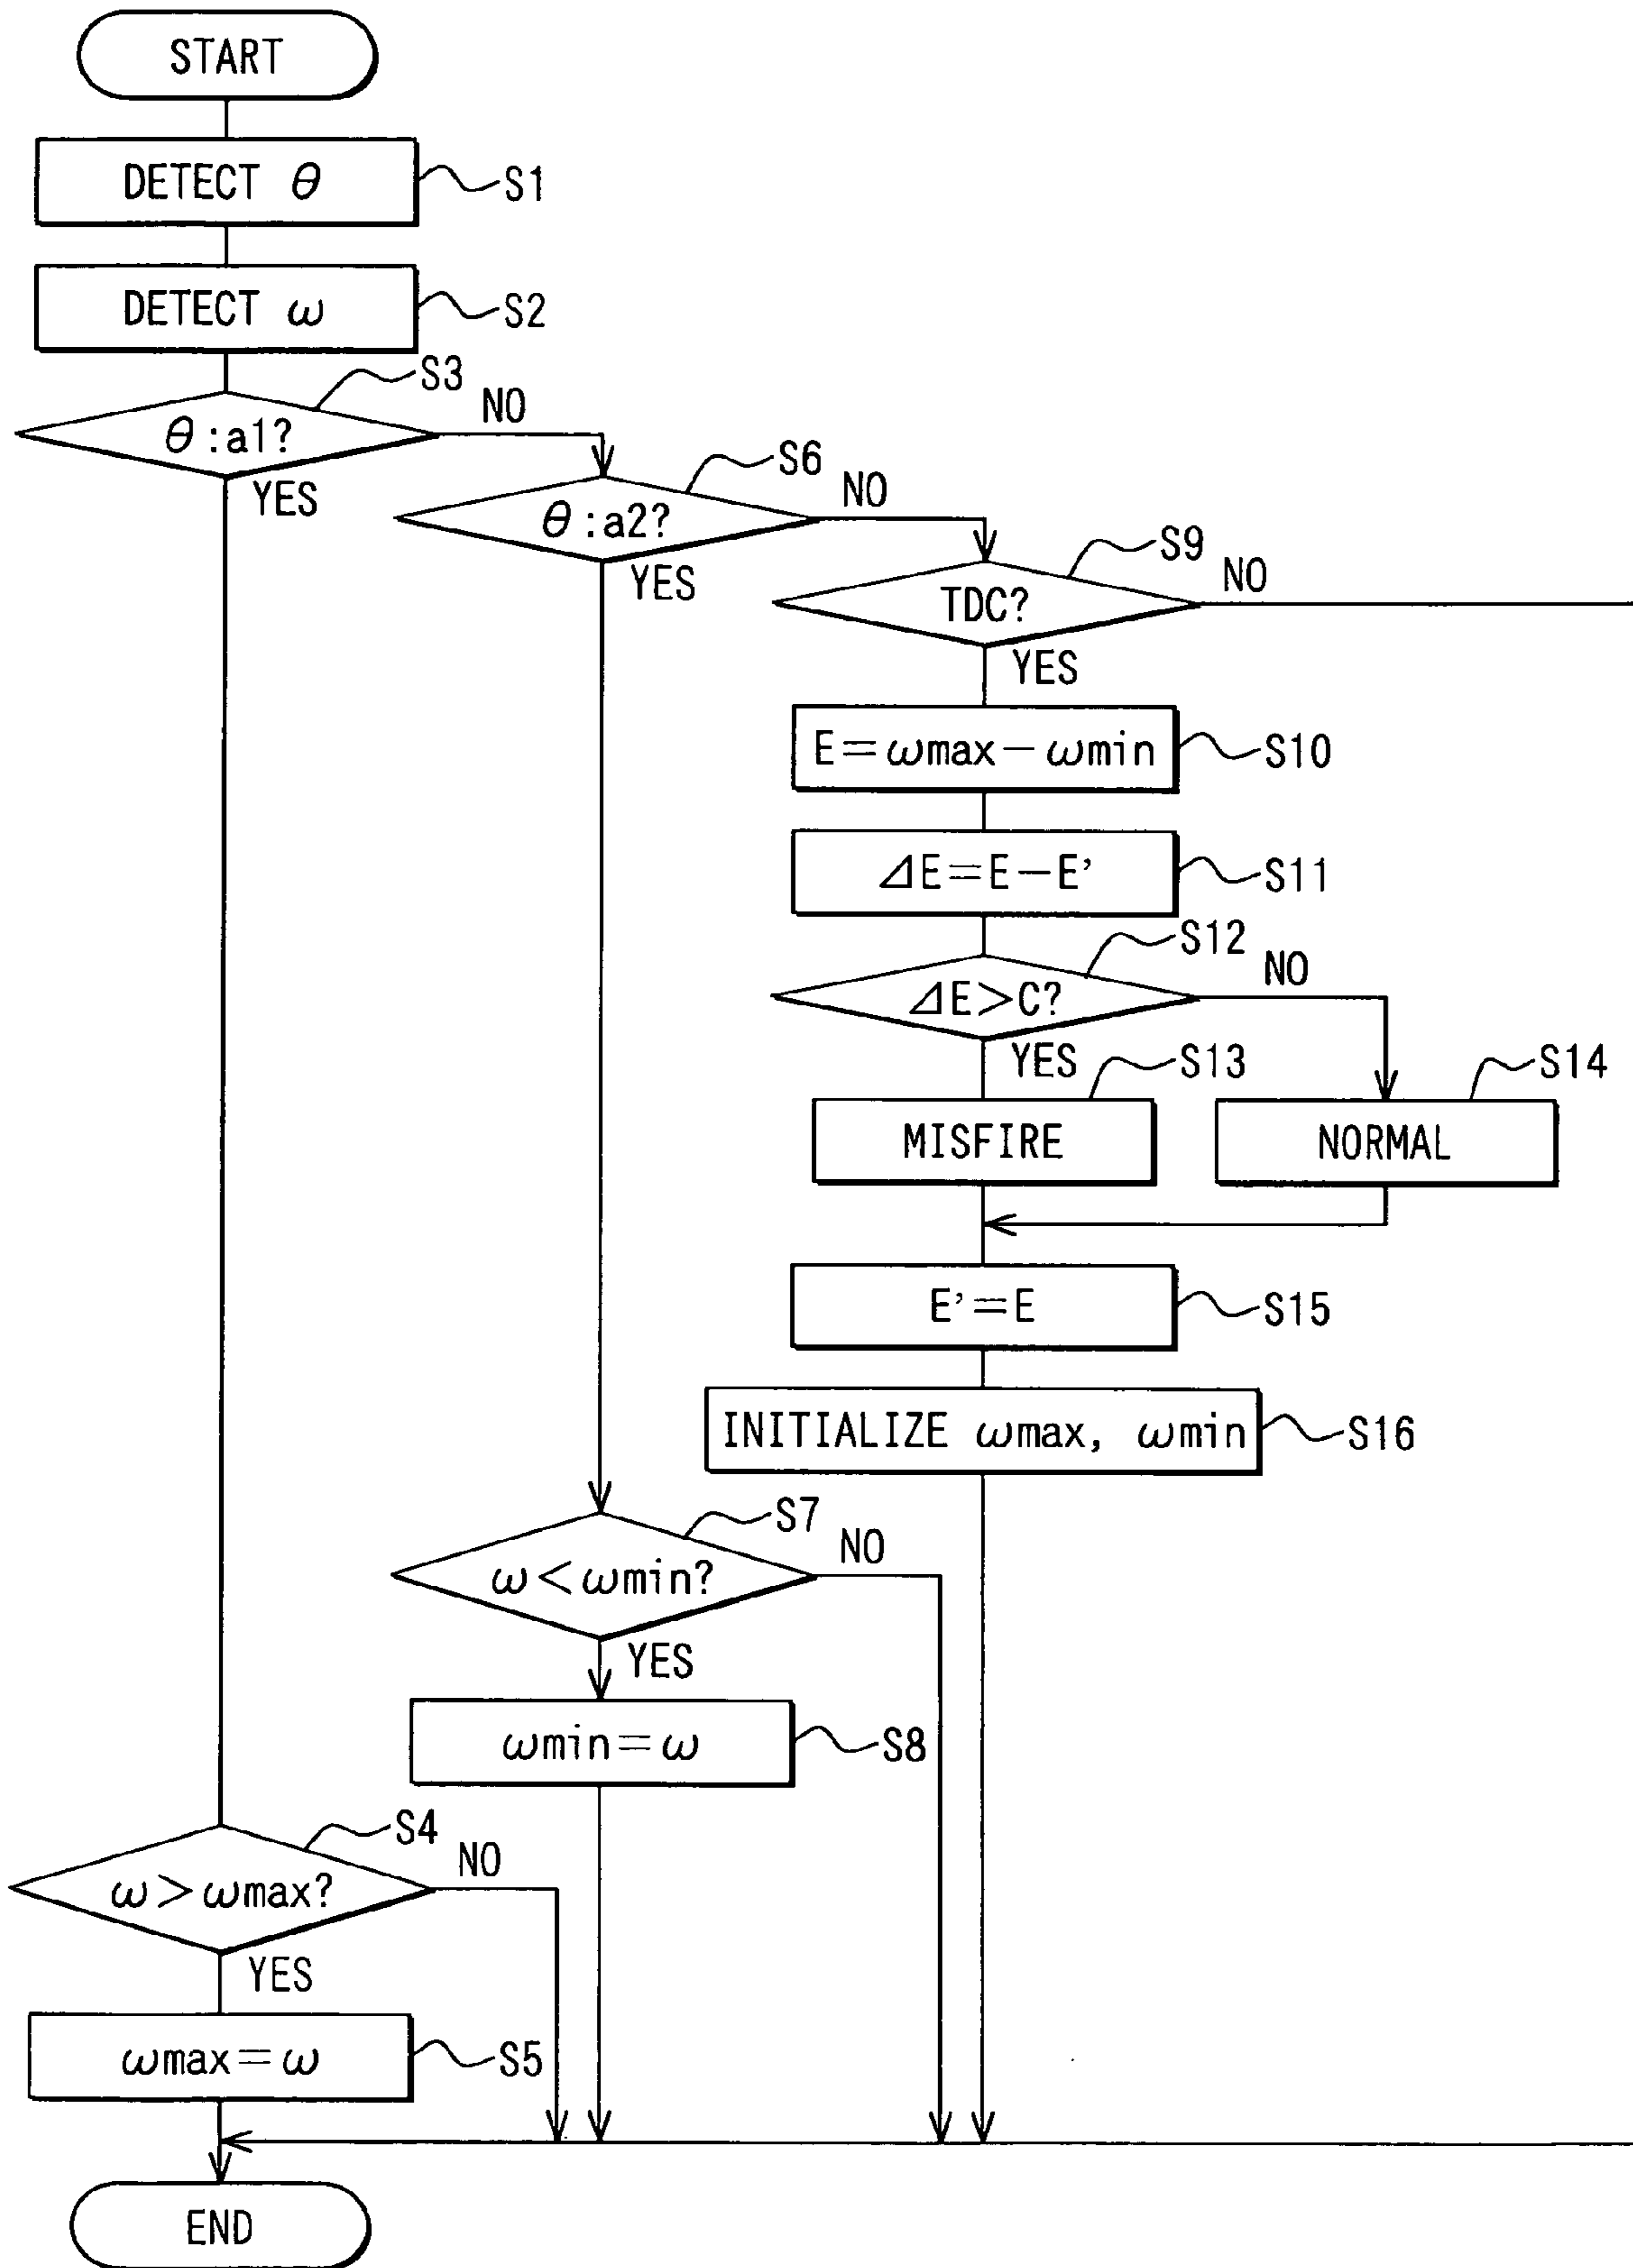 START
DETECT θ
S1
DETECT ω
S2
S3
θ:a1?
NO
YES
S6
θ:a2?
NO
YES
S9
TDC?
NO
YES
E=ωmax−ωmin
S10
⊿E=E−E'
S11
S12
⊿E>C?
NO
YES
S13
S14
MISFIRE
NORMAL
E'=E
S15
INITIALIZE ωmax, ωmin
S16
S7
ω<ωmin?
NO
YES
ωmin=ω
S8
S4
ω>ωmax?
NO
YES
ωmax=ω
S5
END